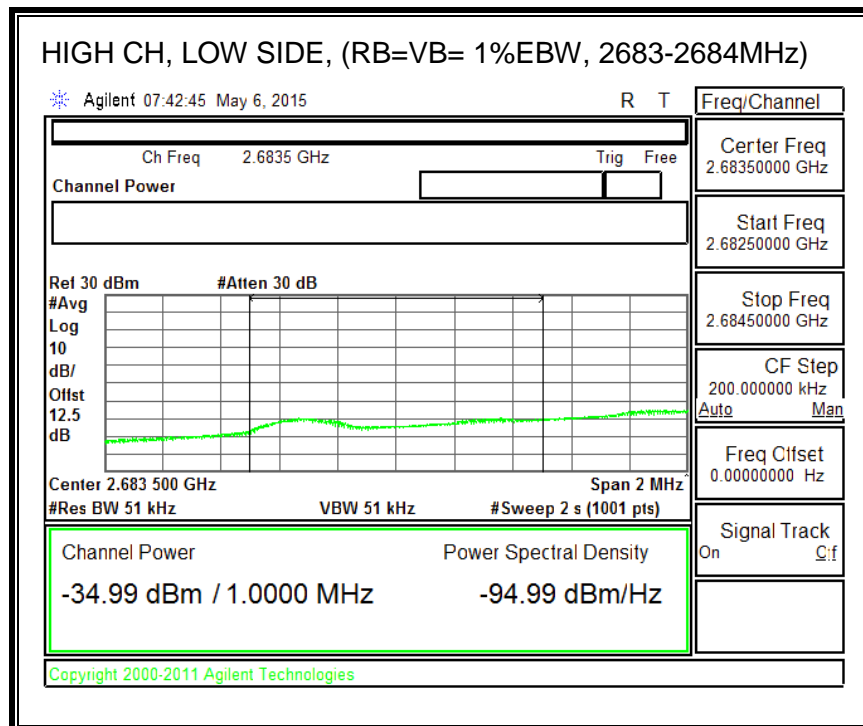 HIGH CH, LOW SIDE, (RB=VB= 1%EBW, 2683-2684MHz)
Agilent 07:42:45 May 6, 2015 R T
Freq/Channel
Ch Freq 2.6835 GHz Trig Free
Channel Power
Center Freq
2.68350000 GHz
Start Freq
2.68250000 GHz
Stop Freq
2.68450000 GHz
CF Step
200.000000 kHz
Auto Man
Freq Offset
0.00000000 Hz
Signal Track
On Off
Ref 30 dBm #Atten 30 dB
#Avg
Log
10
dB/
Offst
12.5
dB
Center 2.683 500 GHz Span 2 MHz
#Res BW 51 kHz VBW 51 kHz #Sweep 2 s (1001 pts)
Channel Power Power Spectral Density
-34.99 dBm / 1.0000 MHz -94.99 dBm/Hz
Copyright 2000-2011 Agilent Technologies